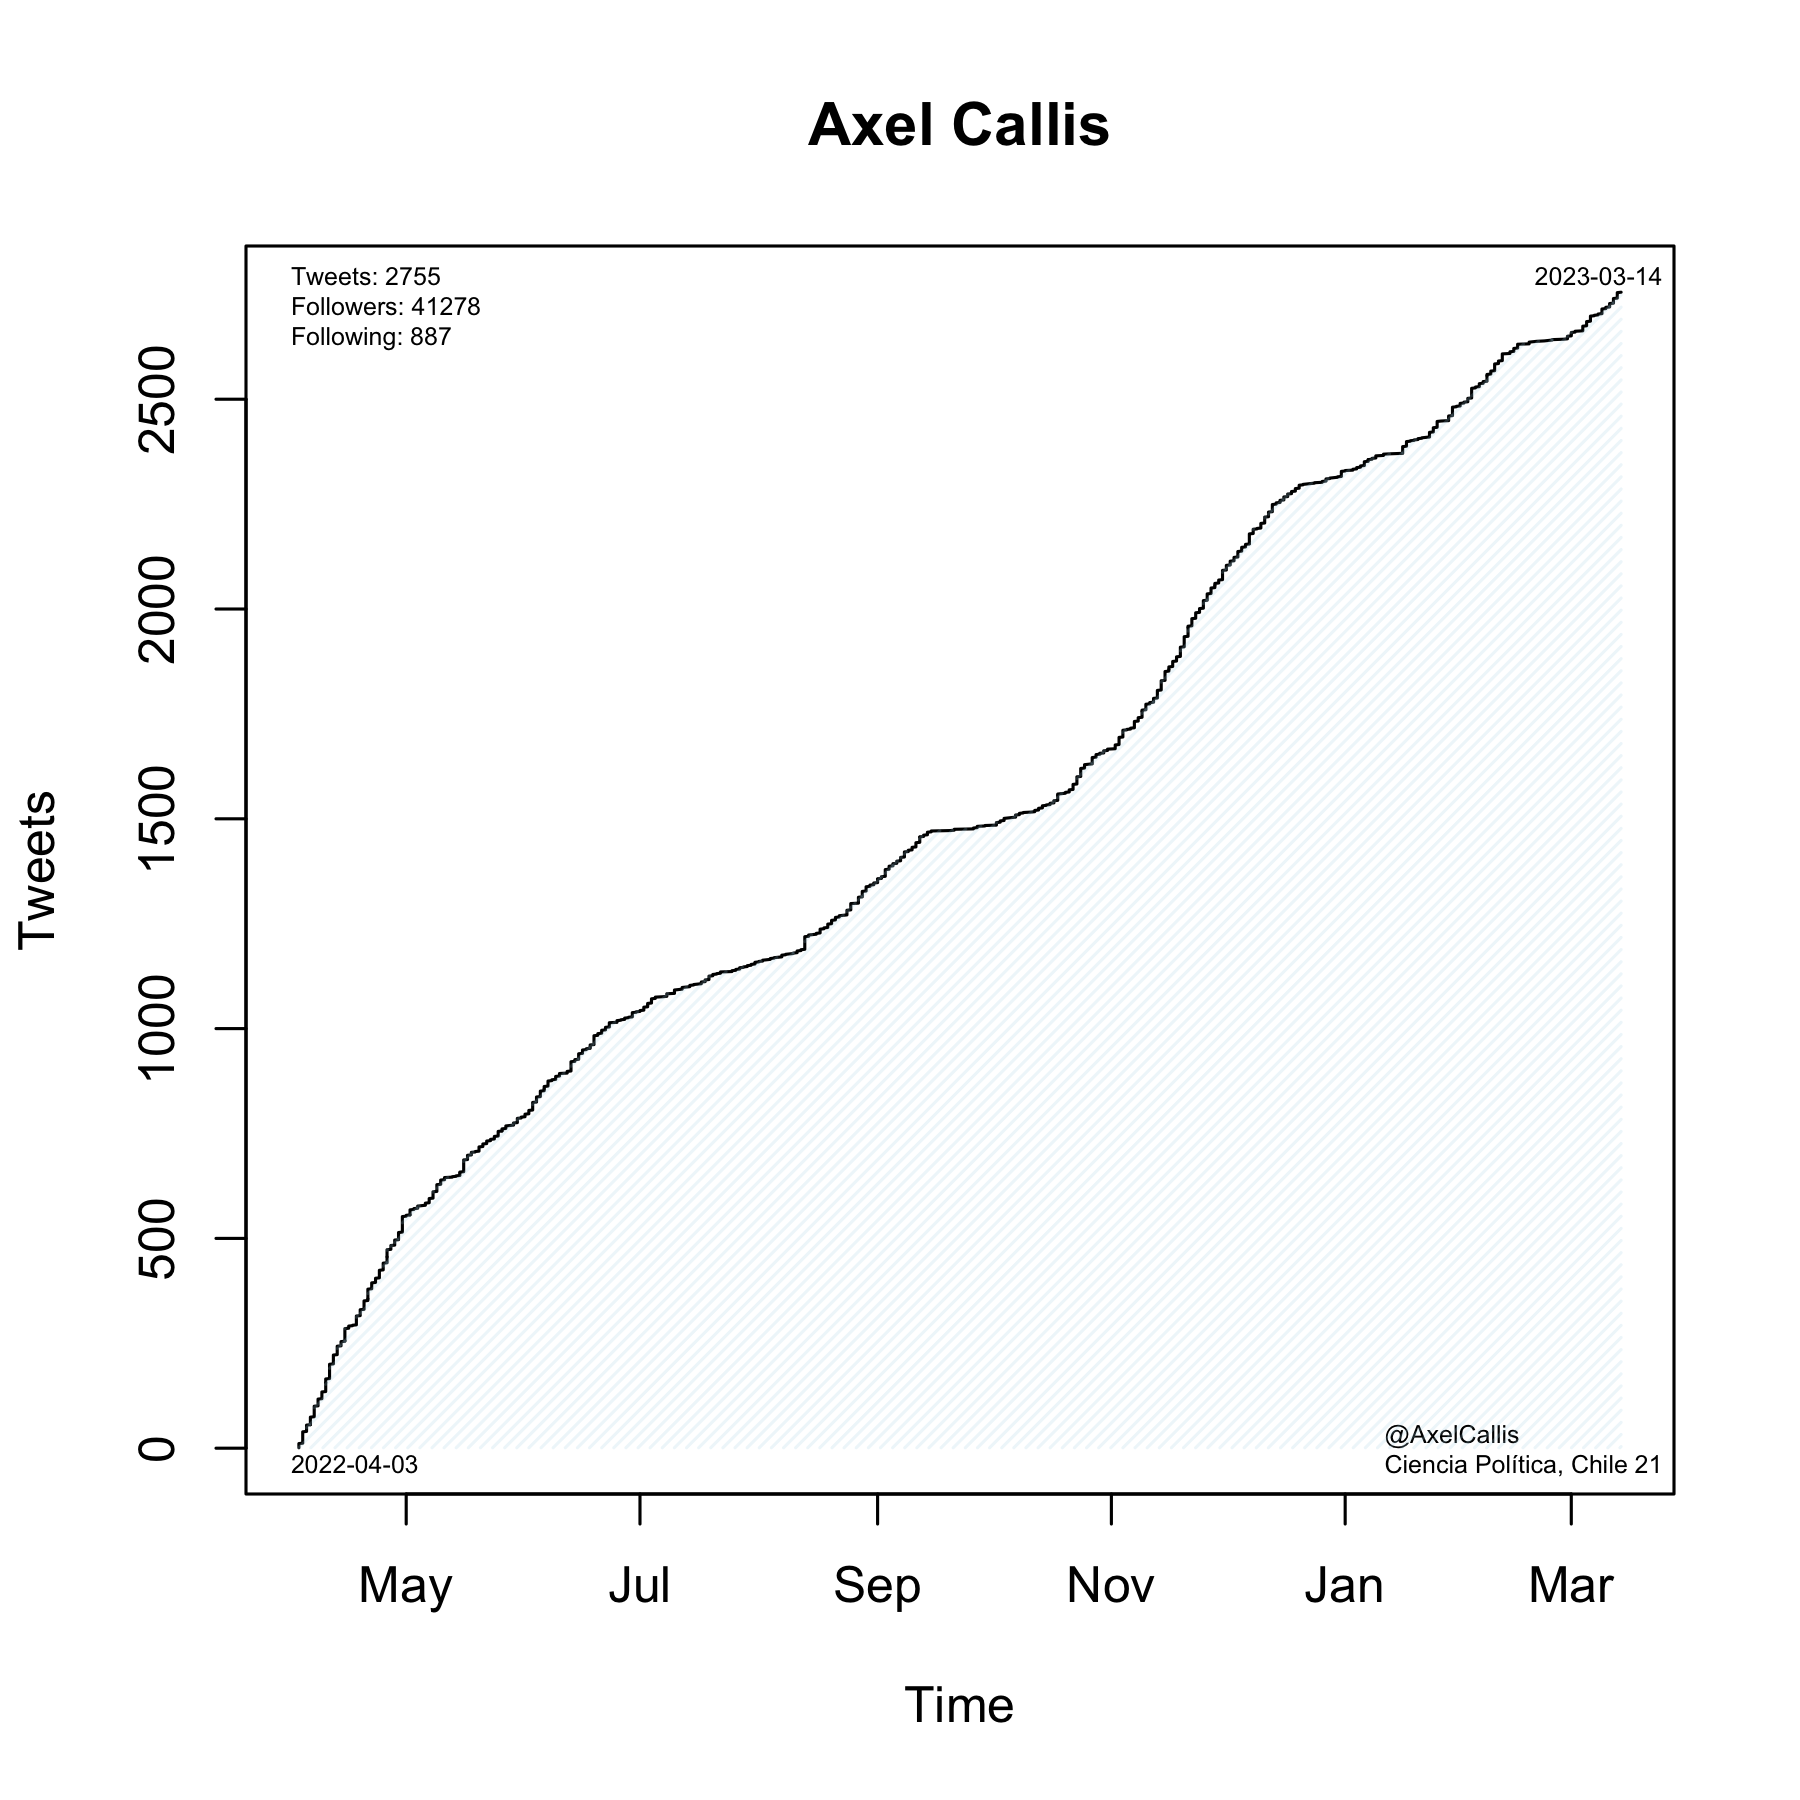 Axel Callis
Tweets: 2755
Followers: 41278
Following: 887
2023-03-14
Tweets
2500
2000
1500
1000
500
0
2022-04-03
@AxelCallis
Ciencia Política, Chile 21
May Jul Sep Nov Jan Mar
Time